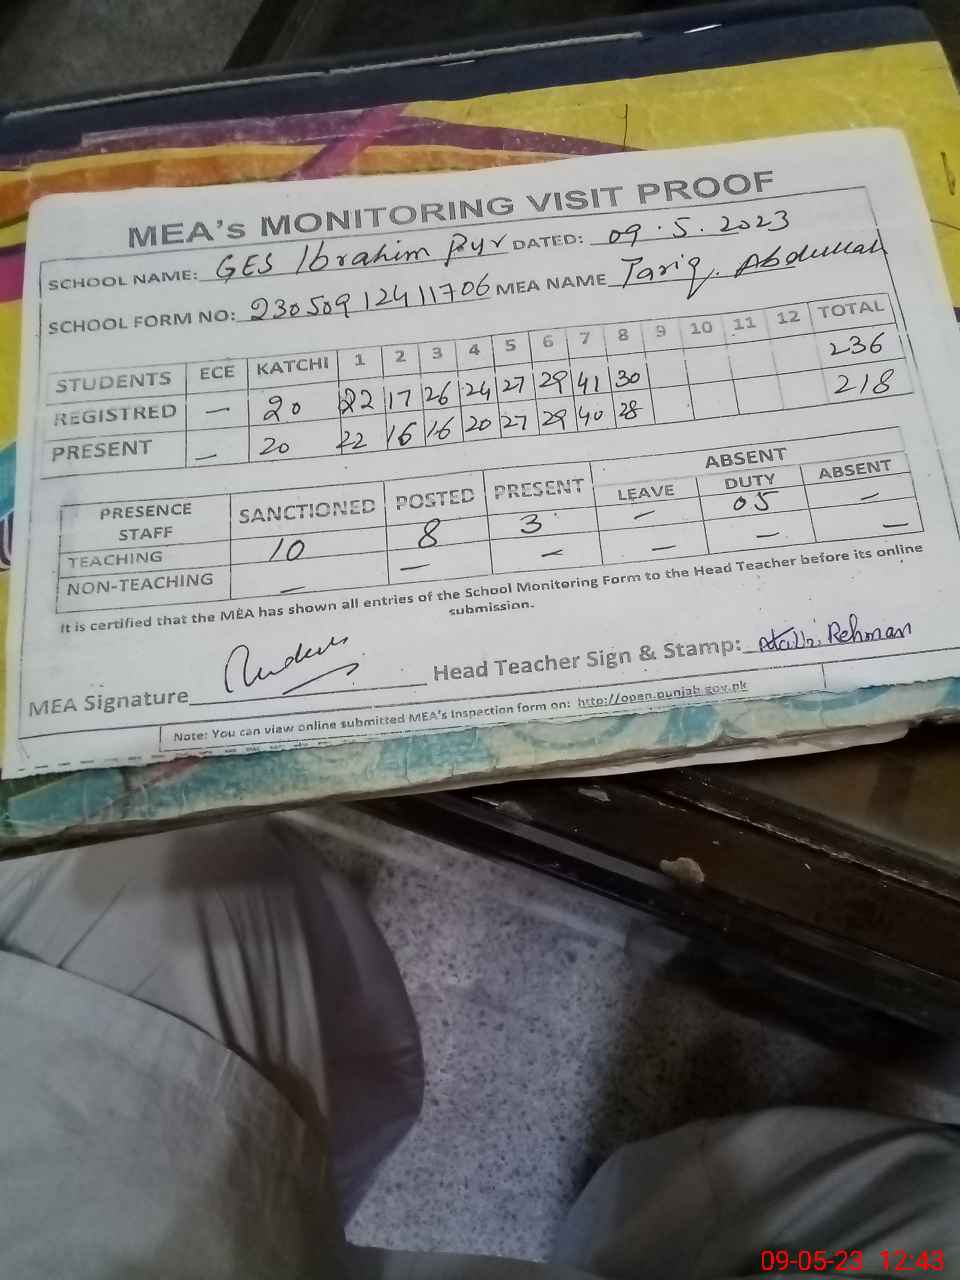 MEA's MONITORING VISIT PROOF
SCHOOL NAME: GES Ibrahim Pyr DATED: 09.5.2023
SCHOOL FORM NO: 23050912411706 MEA NAME Tariq Abdullah
STUDENTS ECE KATCHI 1 2 3 4 5 6 7 8 9 10 11 12 TOTAL
REGISTRED — 20 22 17 26 24 27 29 41 30 236
PRESENT — 20 22 16 16 20 27 29 40 28 218
PRESENCE STAFF SANCTIONED POSTED PRESENT ABSENT
LEAVE DUTY ABSENT
TEACHING 10 8 3 — 05 —
NON-TEACHING — — — — — —
It is certified that the MEA has shown all entries of the School Monitoring Form to the Head Teacher before its online
submission.
MEA Signature Head Teacher Sign & Stamp: Rehman
Note: You can view online submitted MEA's Inspection form on: http://open.punjab.gov.pk
09-05-23 12:43